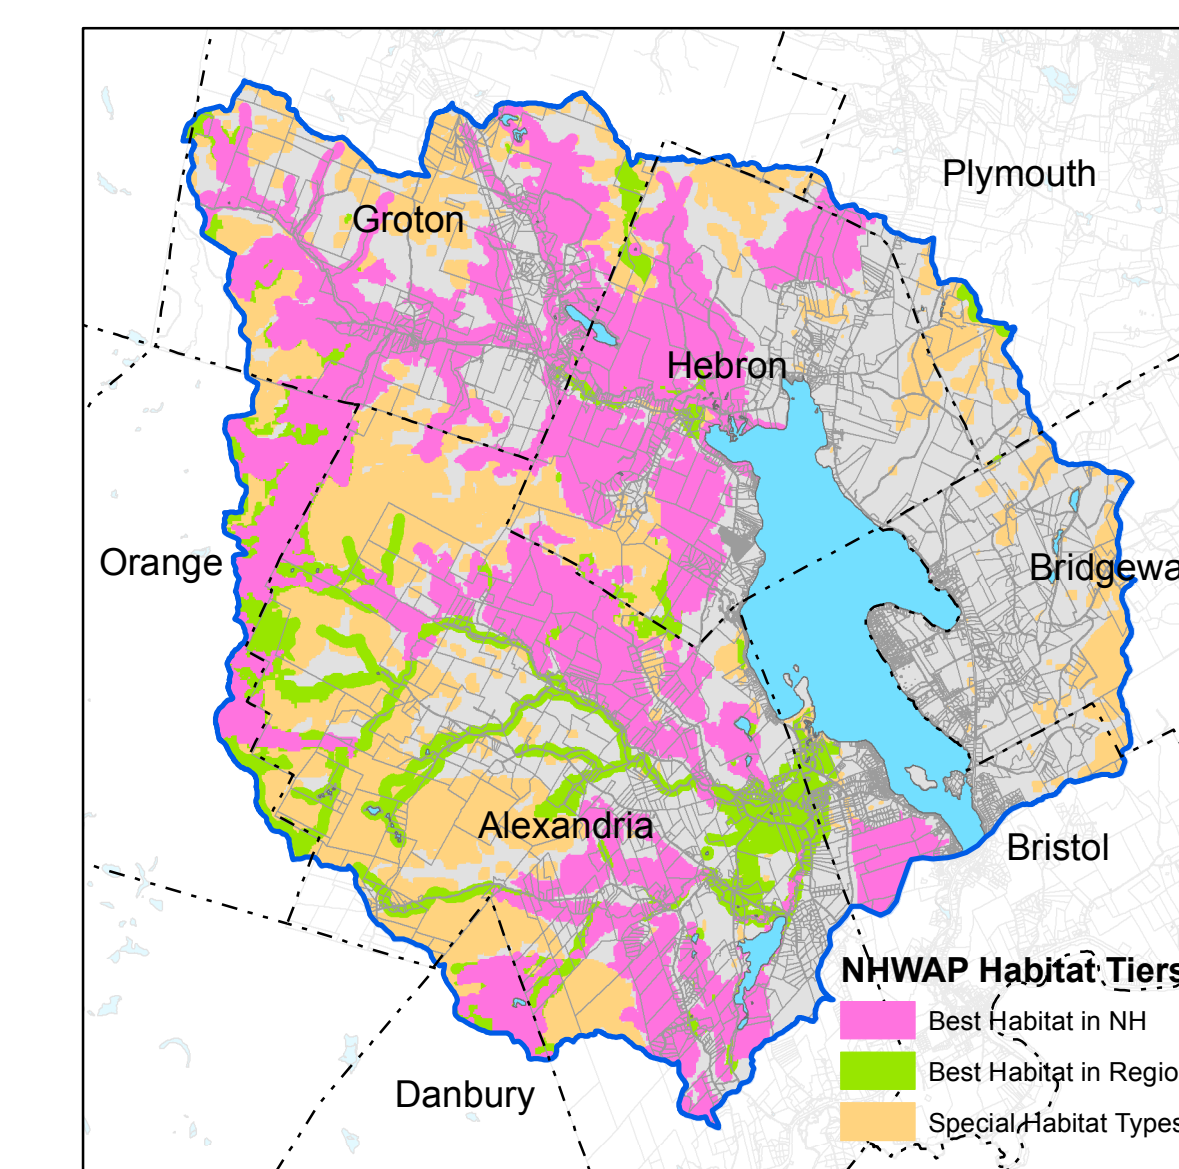 Plymouth
Groton
Hebron
Orange
Bridgewa
Alexandria
Bristol
NHWAP Habitat Tiers
Best Habitat in NH
Best Habitat in Regio
Special Habitat Types
Danbury